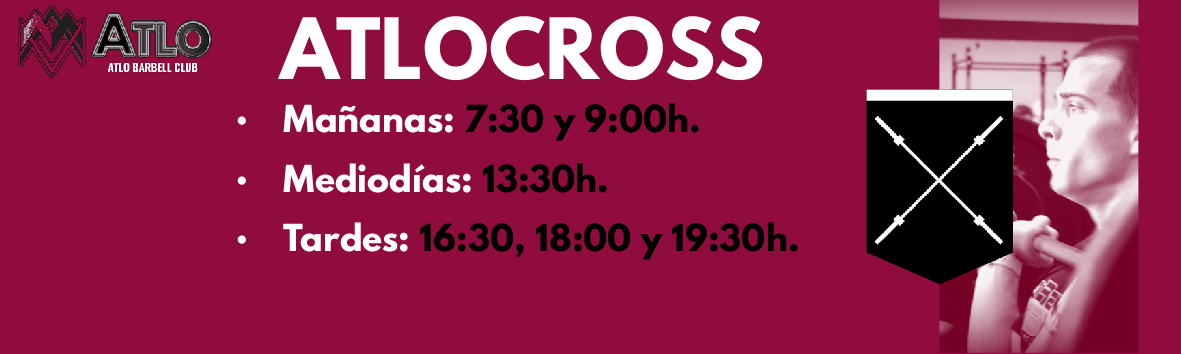 ATLO
ATLO BARBELL CLUB
ATLOCROSS
• Mañanas: 7:30 y 9:00h.
• Mediodías: 13:30h.
• Tardes: 16:30, 18:00 y 19:30h.